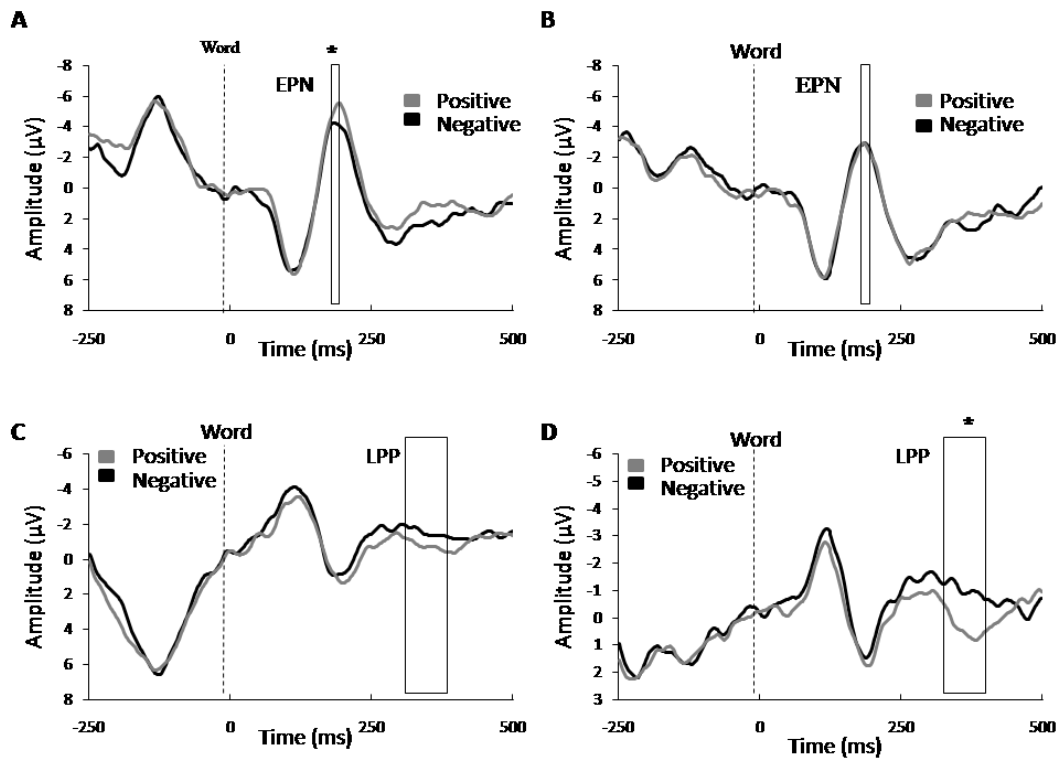 A
Word
*
EPN
Positive
Negative
Amplitude (µV)
-8
-6
-4
-2
0
2
4
6
8
-250
0
250
500
Time (ms)
B
Word
EPN
Positive
Negative
Amplitude (µV)
-8
-6
-4
-2
0
2
4
6
8
-250
0
250
500
Time (ms)
C
Word
LPP
Positive
Negative
Amplitude (µV)
-6
-4
-2
0
2
4
6
8
-250
0
250
500
Time (ms)
D
Word
*
LPP
Positive
Negative
Amplitude (µV)
-6
-5
-4
-3
-2
-1
0
1
2
3
-250
0
250
500
Time (ms)